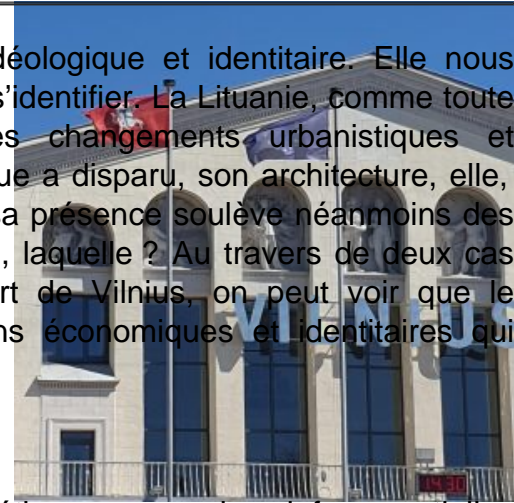 déologique et identitaire. Elle nous
s’identifier. La Lituanie, comme toute
es changements urbanistiques et
ue a disparu, son architecture, elle,
sa présence soulève néanmoins des
, laquelle ? Au travers de deux cas
rt de Vilnius, on peut voir que le
ns économiques et identitaires qui
VILNIUS
14:30